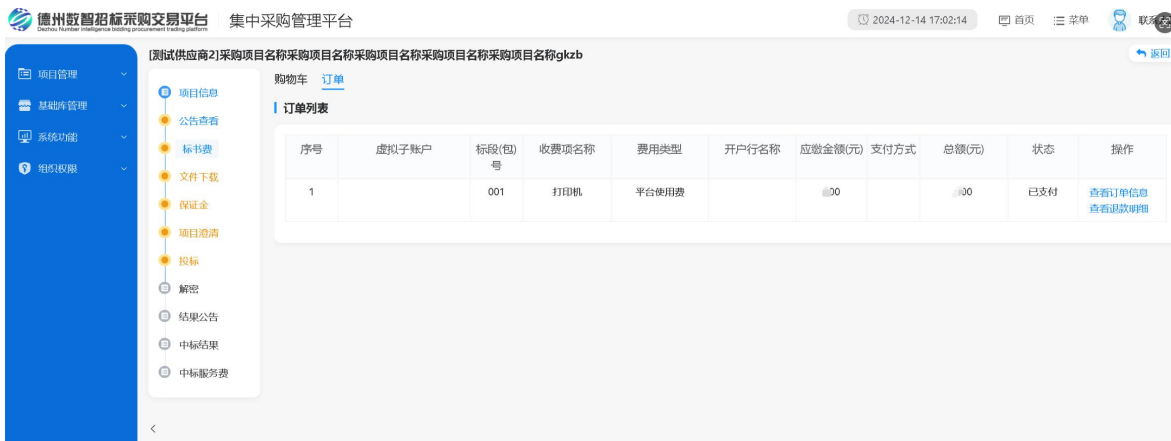 德州数智招标采购交易平台 集中采购管理平台 2024-12-14 17:02:14 首页 菜单
Dezhou Number intelligence bidding procurement trading platform
[测试供应商2]采购项目名称采购项目名称采购项目名称采购项目名称采购项目名称gkzb 返回
项目管理
基础库管理
系统功能
组织权限
项目信息
公告查看
标书费
文件下载
保证金
项目澄清
投标
解密
结果公告
中标结果
中标服务费
购物车 订单
订单列表
序号 虚拟子账户 标段(包)号 收费项名称 费用类型 开户行名称 应缴金额(元) 支付方式 总额(元) 状态 操作
1 001 打印机 平台使用费 已支付 查看订单信息
查看退款明细